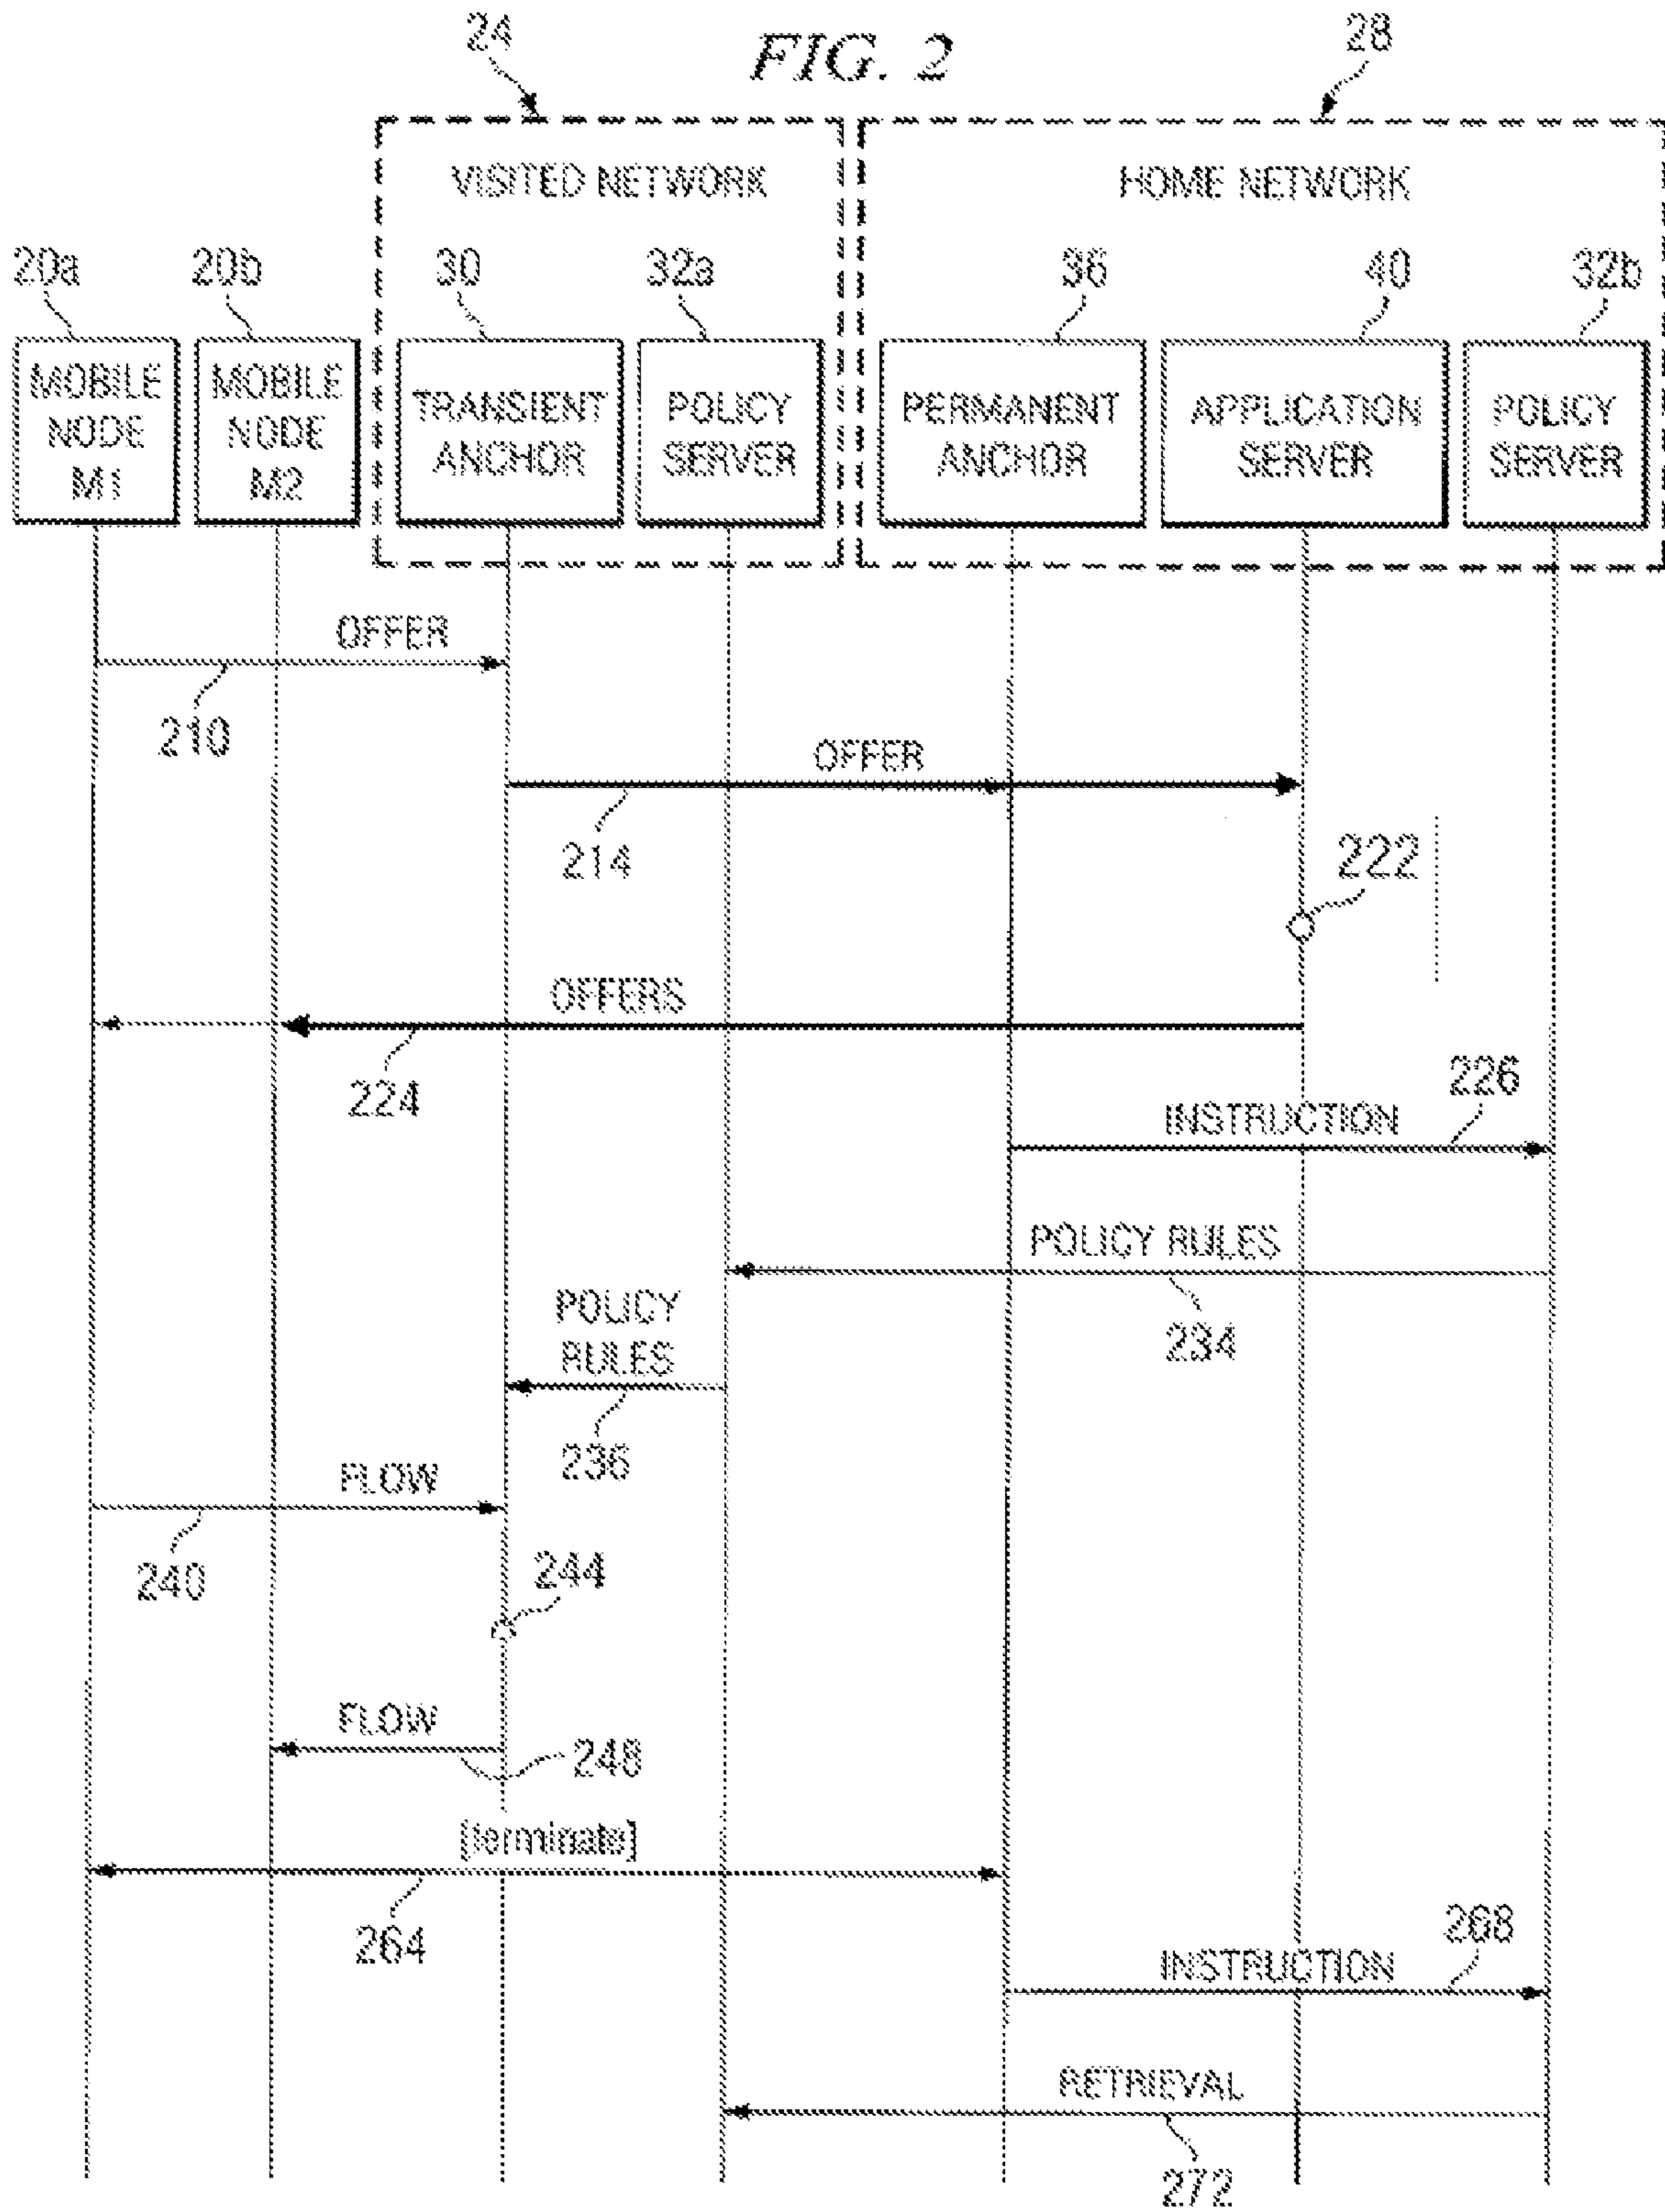 FIG. 2
24
28
VISITED NETWORK
HOME NETWORK
20a
20b
30
32a
36
40
32b
MOBILE
NODE
M1
MOBILE
NODE
M2
TRANSIENT
ANCHOR
POLICY
SERVER
PERMANENT
ANCHOR
APPLICATION
SERVER
POLICY
SERVER
OFFER
210
OFFER
214
222
OFFERS
224
226
INSTRUCTION
POLICY RULES
234
POLICY
RULES
236
FLOW
240
244
FLOW
248
[terminate]
264
268
INSTRUCTION
RETRIEVAL
272